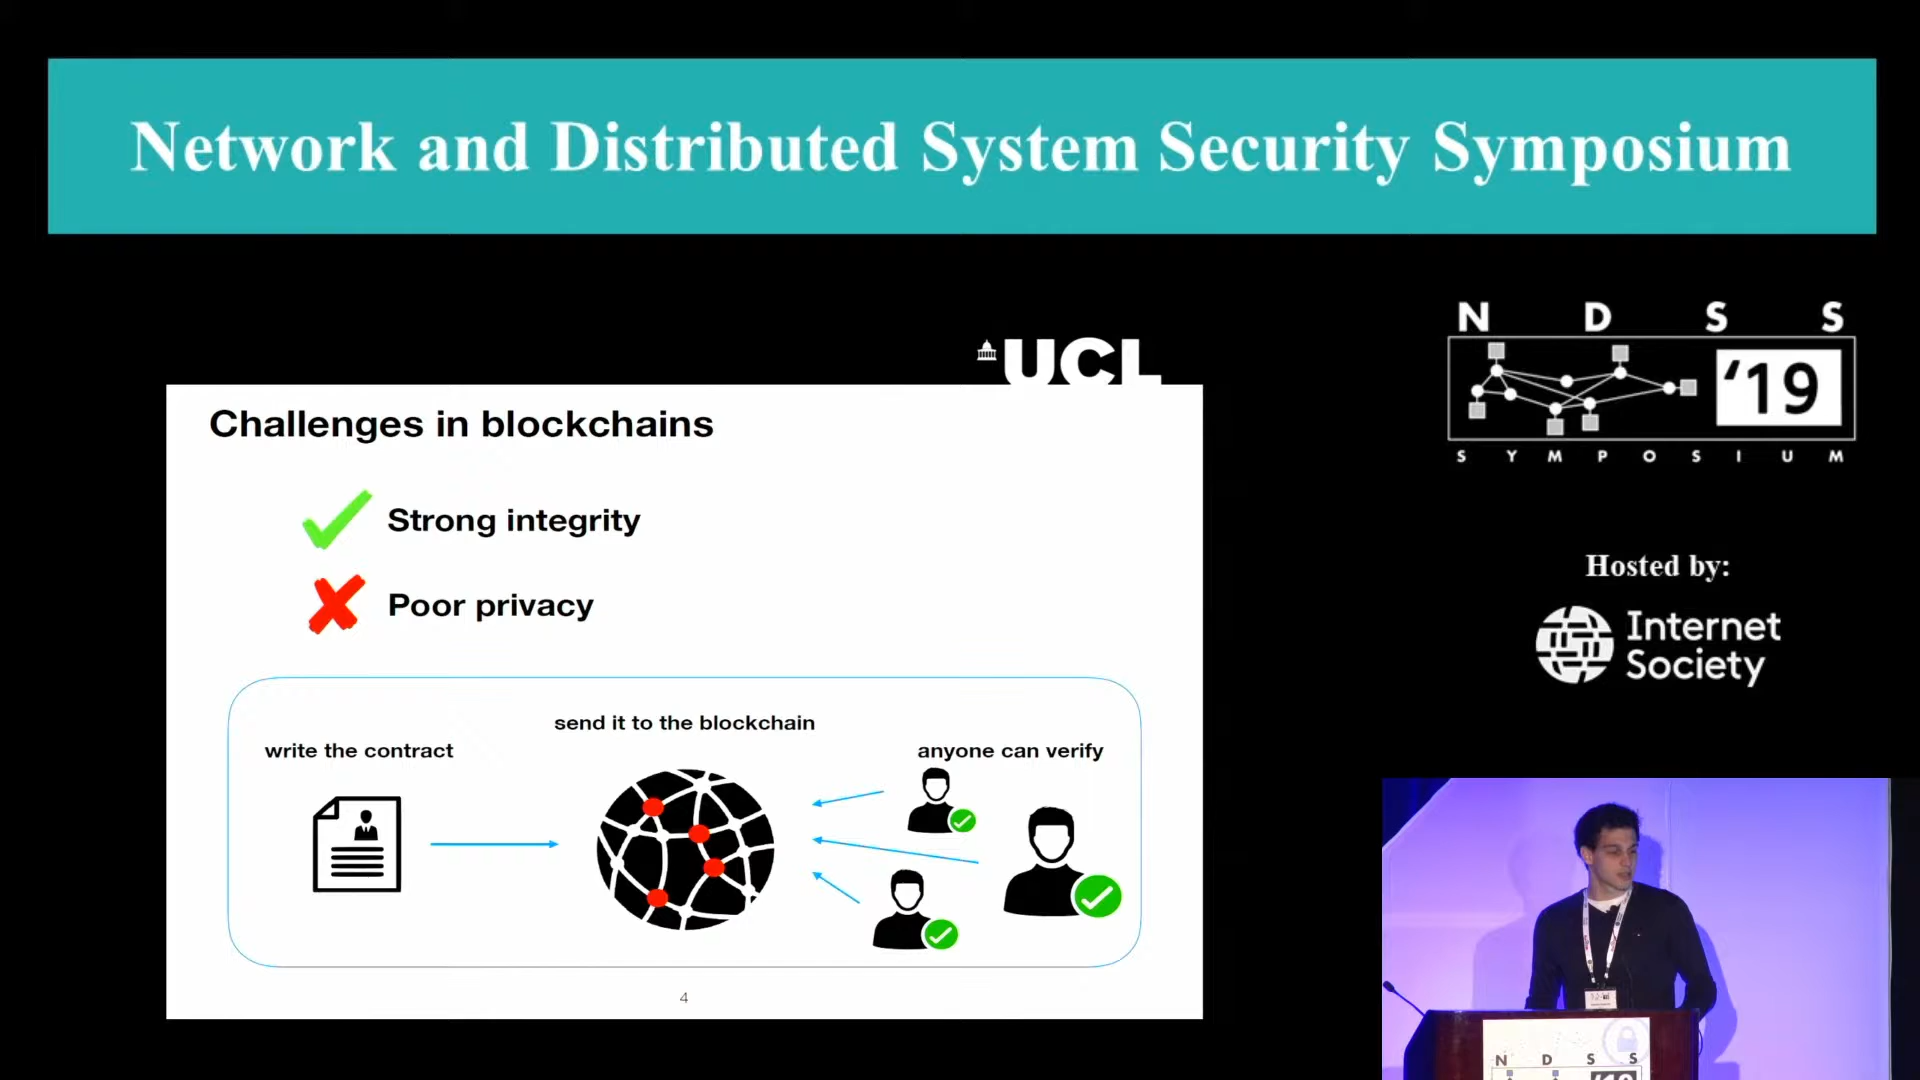 Network and Distributed System Security Symposium
UCL
N D S S
'19
S Y M P O S I U M
Challenges in blockchains
Strong integrity
Poor privacy
write the contract
send it to the blockchain
anyone can verify
4
Hosted by:
Internet
Society
N D S S
'19